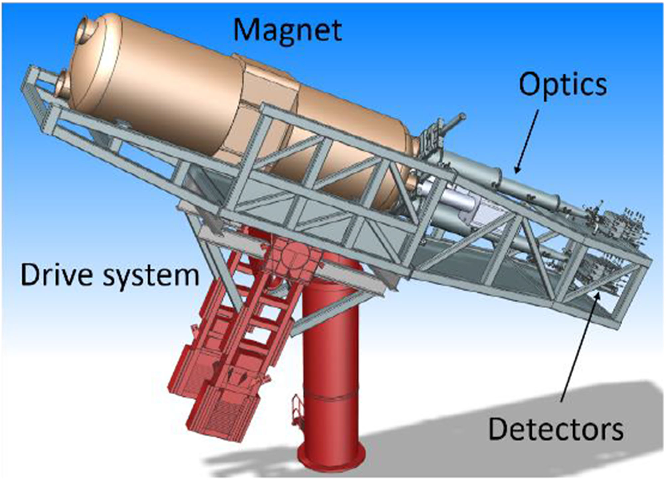 Magnet
Optics
Drive system
Detectors